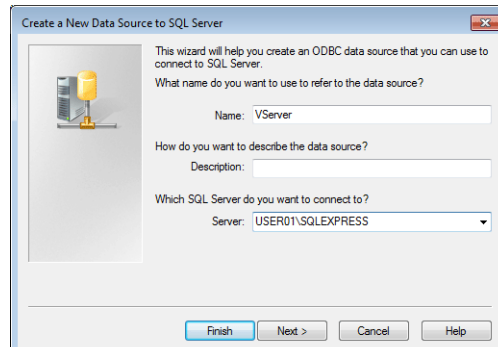 Create a New Data Source to SQL Server
This wizard will help you create an ODBC data source that you can use to
connect to SQL Server.
What name do you want to use to refer to the data source?
Name: VServer
How do you want to describe the data source?
Description:
Which SQL Server do you want to connect to?
Server: USER01\SQLEXPRESS
Finish Next > Cancel Help